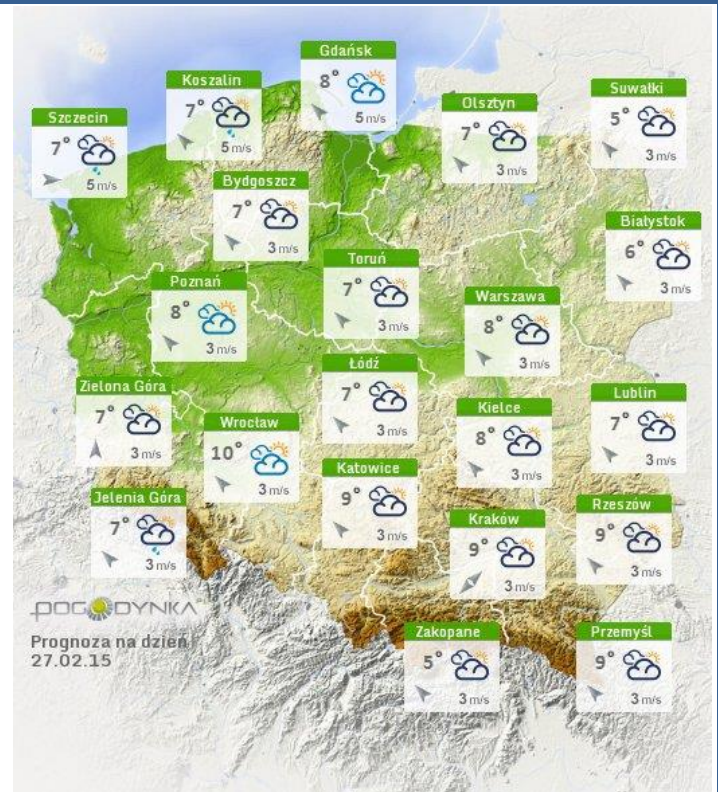 Gdańsk
8°
5 m/s
Koszalin
7°
5 m/s
Szczecin
7°
5 m/s
Olsztyn
7°
3 m/s
Suwałki
5°
3 m/s
Bydgoszcz
7°
3 m/s
Białystok
6°
3 m/s
Toruń
7°
3 m/s
Poznań
8°
3 m/s
Warszawa
8°
3 m/s
Łódź
7°
3 m/s
Zielona Góra
7°
3 m/s
Wrocław
10°
3 m/s
Kielce
8°
3 m/s
Lublin
7°
3 m/s
Katowice
9°
3 m/s
Jelenia Góra
7°
3 m/s
Kraków
9°
3 m/s
Rzeszów
9°
3 m/s
POGODYNKA
Prognoza na dzień
27.02.15
Zakopane
5°
3 m/s
Przemyśl
9°
3 m/s